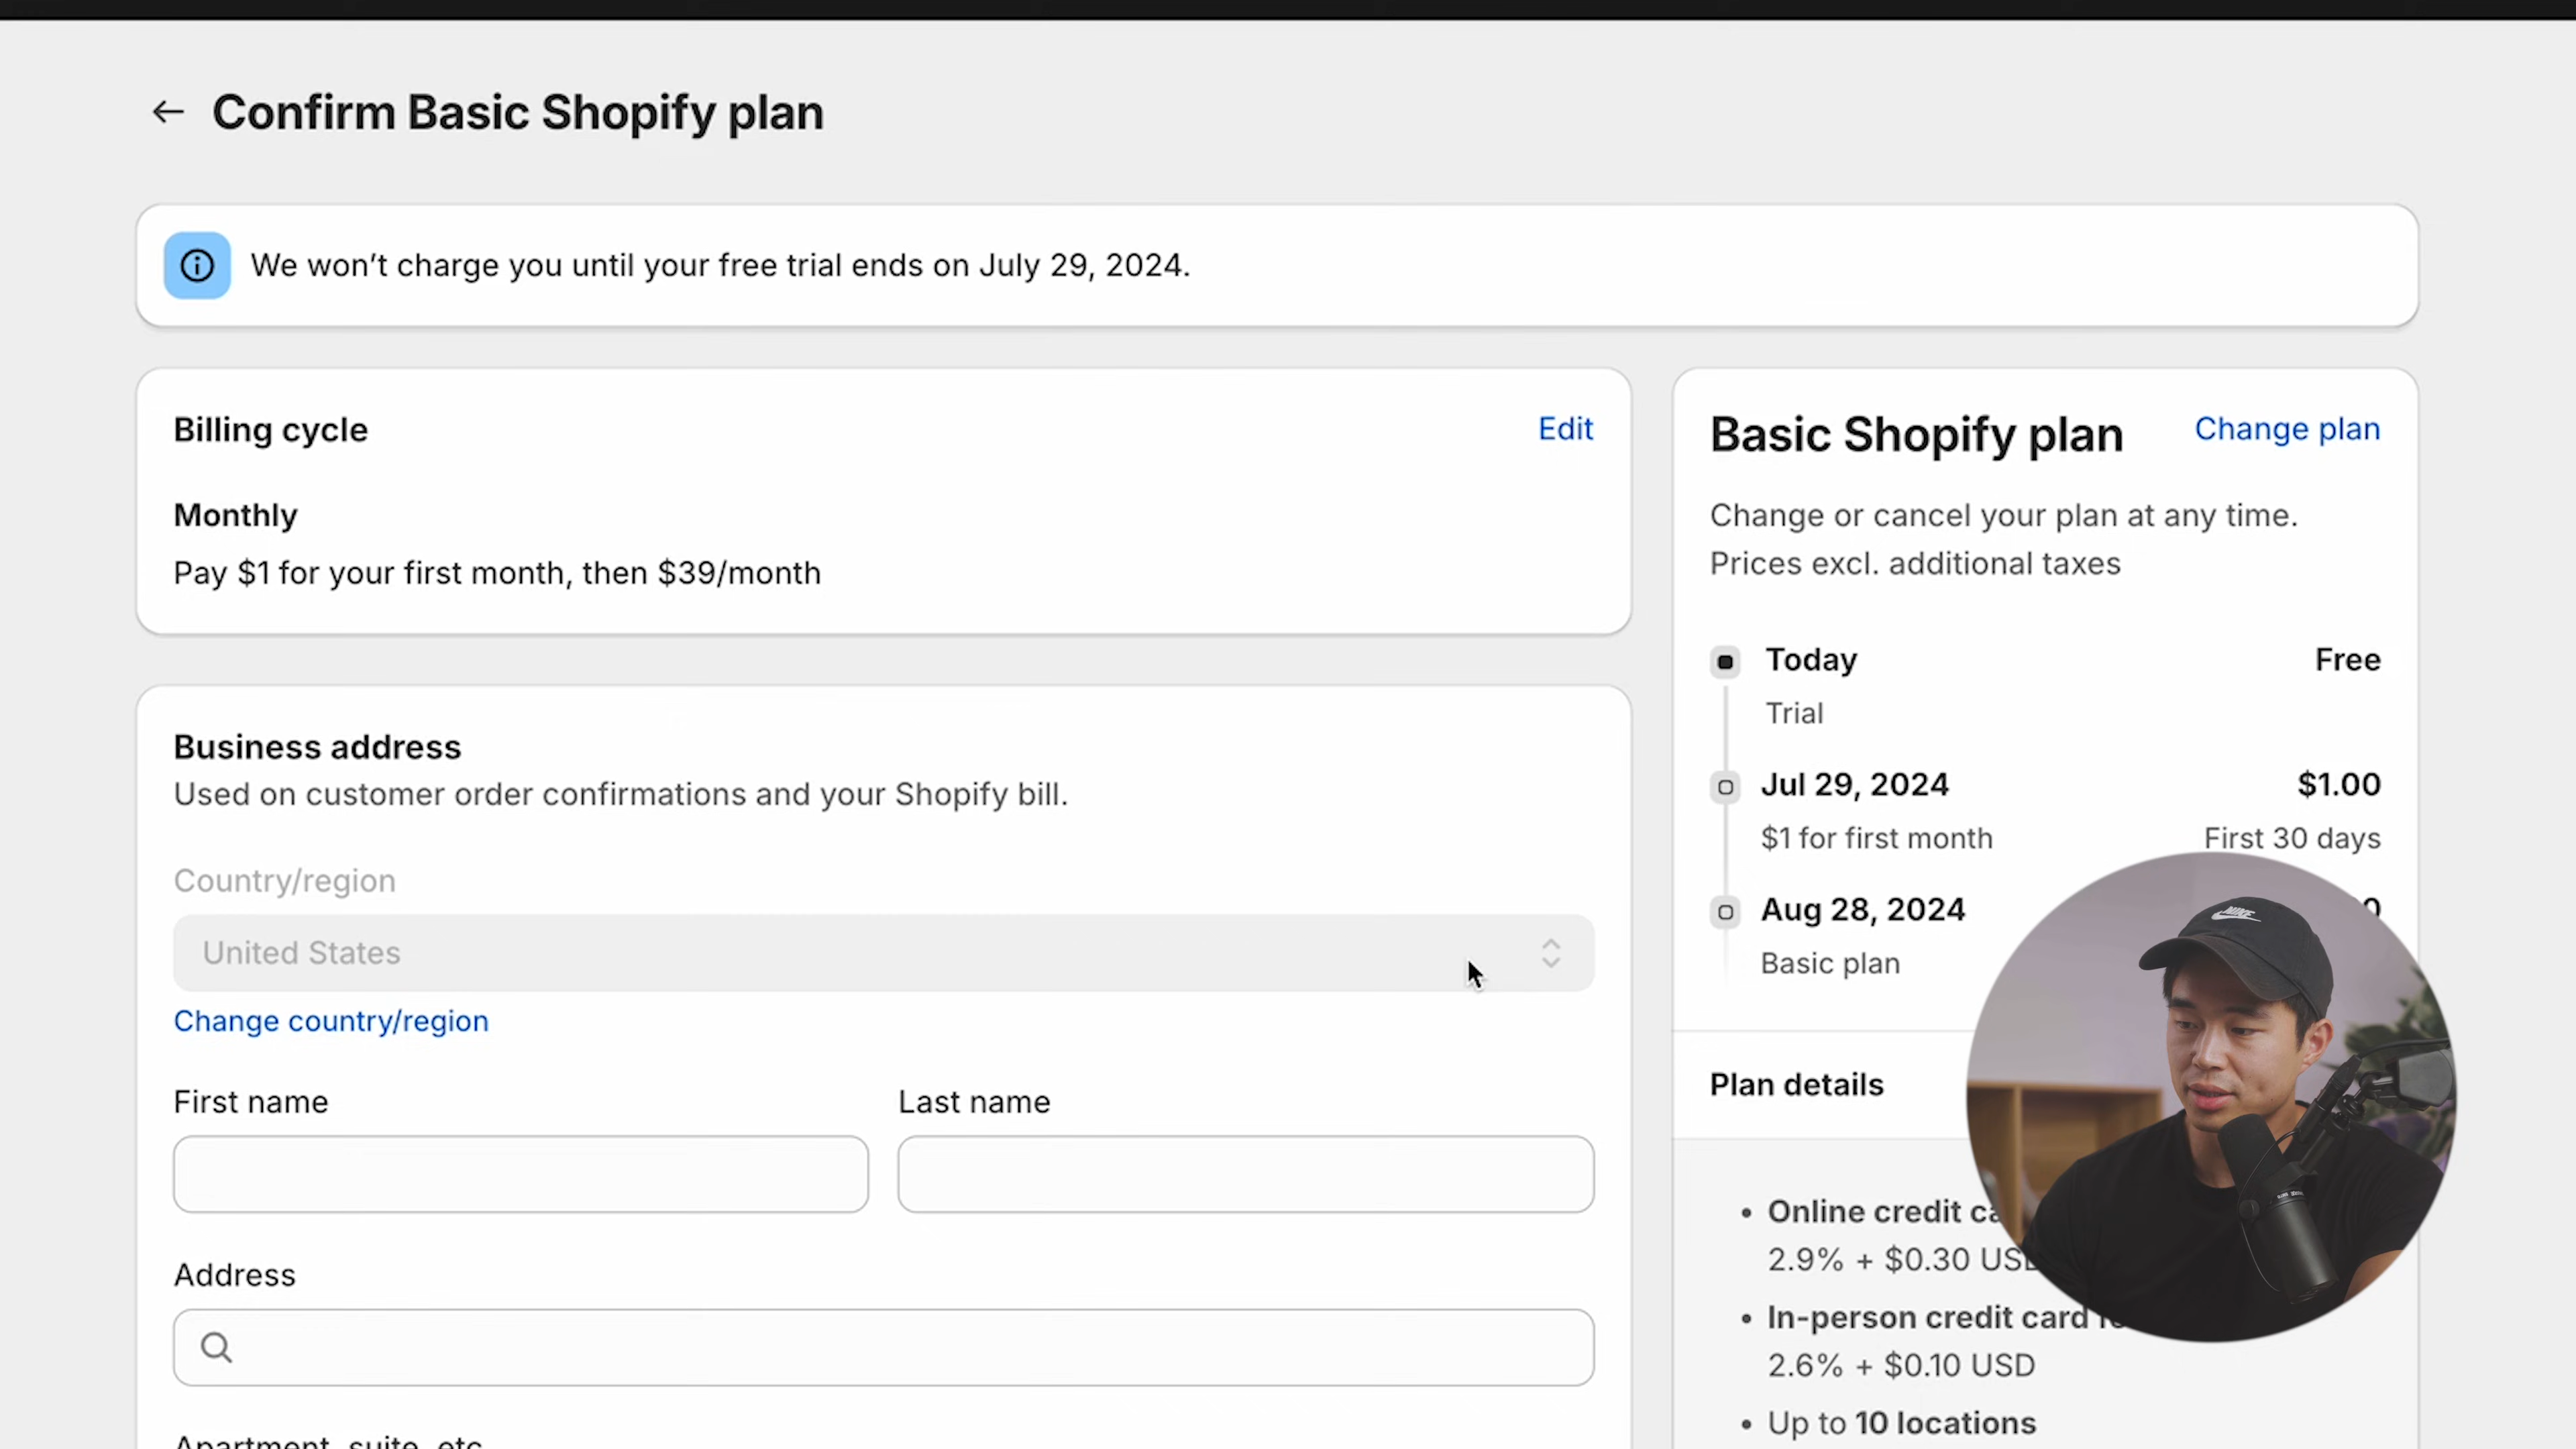 Confirm Basic Shopify plan
We won't charge you until your free trial ends on July 29, 2024.
Billing cycle
Edit
Monthly
Pay $1 for your first month, then $39/month
Business address
Used on customer order confirmations and your Shopify bill.
Country/region
United States
Change country/region
First name
Last name
Address
Apartment, suite, etc
Basic Shopify plan
Change plan
Change or cancel your plan at any time.
Prices excl. additional taxes
Today
Free
Trial
Jul 29, 2024
$1.00
$1 for first month
First 30 days
Aug 28, 2024
Basic plan
Plan details
• Online credit
2.9% + $0.30
• In-person credit card
2.6% + $0.10 USD
• Up to 10 locations
NIKE